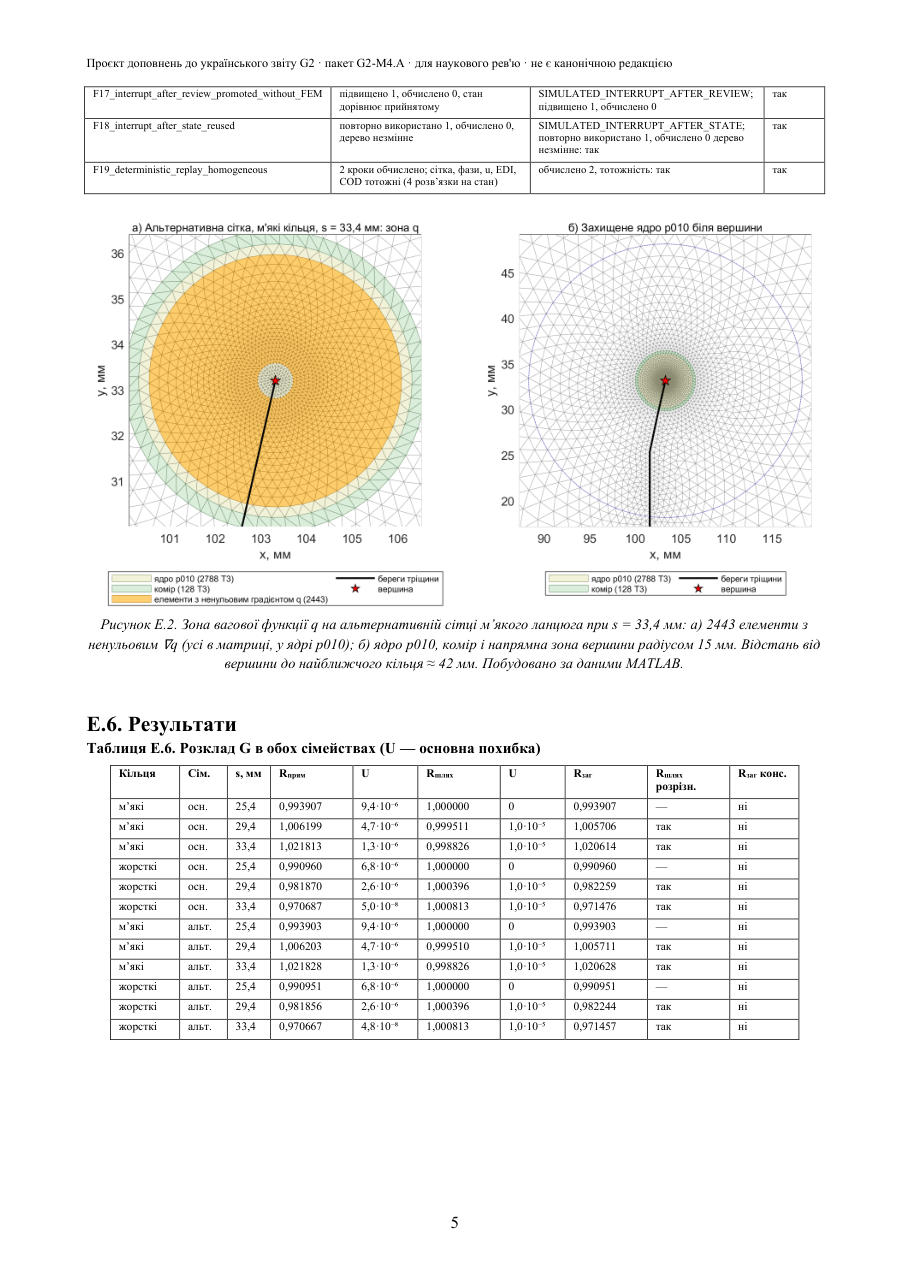 Проєкт доповнень до українського звіту G2 · пакет G2-M4.A · для наукового рев'ю · не є канонічною редакцією
F17_interrupt_after_review_promoted_without_FEM підвищено 1, обчислено 0, стан дорівнює прийнятому SIMULATED_INTERRUPT_AFTER_REVIEW; підвищено 1, обчислено 0 так
F18_interrupt_after_state_reused повторно використано 1, обчислено 0, дерево незмінне SIMULATED_INTERRUPT_AFTER_STATE; повторно використано 1, обчислено 0 дерево незмінне: так так
F19_deterministic_replay_homogeneous 2 кроки обчислено; сітка, фази, u, EDI, COD тотожні (4 розв’язки на стан) обчислено 2, тотожність: так так
а) Альтернативна сітка, м'які кільця, s = 33,4 мм: зона q
36
35
34
33
32
31
y, мм
101 102 103 104 105 106
x, мм
ядро p010 (2788 T3) береги тріщини
комір (128 T3) вершина
елементи з ненульовим градієнтом q (2443)
б) Захищене ядро p010 біля вершини
45
40
35
30
25
20
y, мм
90 95 100 105 110 115
x, мм
ядро p010 (2788 T3) береги тріщини
комір (128 T3) вершина
Рисунок Е.2. Зона вагової функції q на альтернативній сітці м’якого ланцюга при s = 33,4 мм: а) 2443 елементи з
ненульовим ∇q (усі в матриці, у ядрі p010); б) ядро p010, комір і напрямна зона вершини радіусом 15 мм. Відстань від
вершини до найближчого кільця ≈ 42 мм. Побудовано за даними MATLAB.
Е.6. Результати
Таблиця Е.6. Розклад G в обох сімействах (U — основна похибка)
Кільця Сім. s, мм Rприм U Rшлях U Rзаг Rшлях розрізн. Rзаг конс.
м’які осн. 25,4 0,993907 9,4·10⁻⁶ 1,000000 0 0,993907 — ні
м’які осн. 29,4 1,006199 4,7·10⁻⁶ 0,999511 1,0·10⁻⁵ 1,005706 так ні
м’які осн. 33,4 1,021813 1,3·10⁻⁶ 0,998826 1,0·10⁻⁵ 1,020614 так ні
жорсткі осн. 25,4 0,990960 6,8·10⁻⁶ 1,000000 0 0,990960 — ні
жорсткі осн. 29,4 0,981870 2,6·10⁻⁶ 1,000396 1,0·10⁻⁵ 0,982259 так ні
жорсткі осн. 33,4 0,970687 5,0·10⁻⁸ 1,000813 1,0·10⁻⁵ 0,971476 так ні
м’які альт. 25,4 0,993903 9,4·10⁻⁶ 1,000000 0 0,993903 — ні
м’які альт. 29,4 1,006203 4,7·10⁻⁶ 0,999510 1,0·10⁻⁵ 1,005711 так ні
м’які альт. 33,4 1,021828 1,3·10⁻⁶ 0,998826 1,0·10⁻⁵ 1,020628 так ні
жорсткі альт. 25,4 0,990951 6,8·10⁻⁶ 1,000000 0 0,990951 — ні
жорсткі альт. 29,4 0,981856 2,6·10⁻⁶ 1,000396 1,0·10⁻⁵ 0,982244 так ні
жорсткі альт. 33,4 0,970667 4,8·10⁻⁸ 1,000813 1,0·10⁻⁵ 0,971457 так ні
5